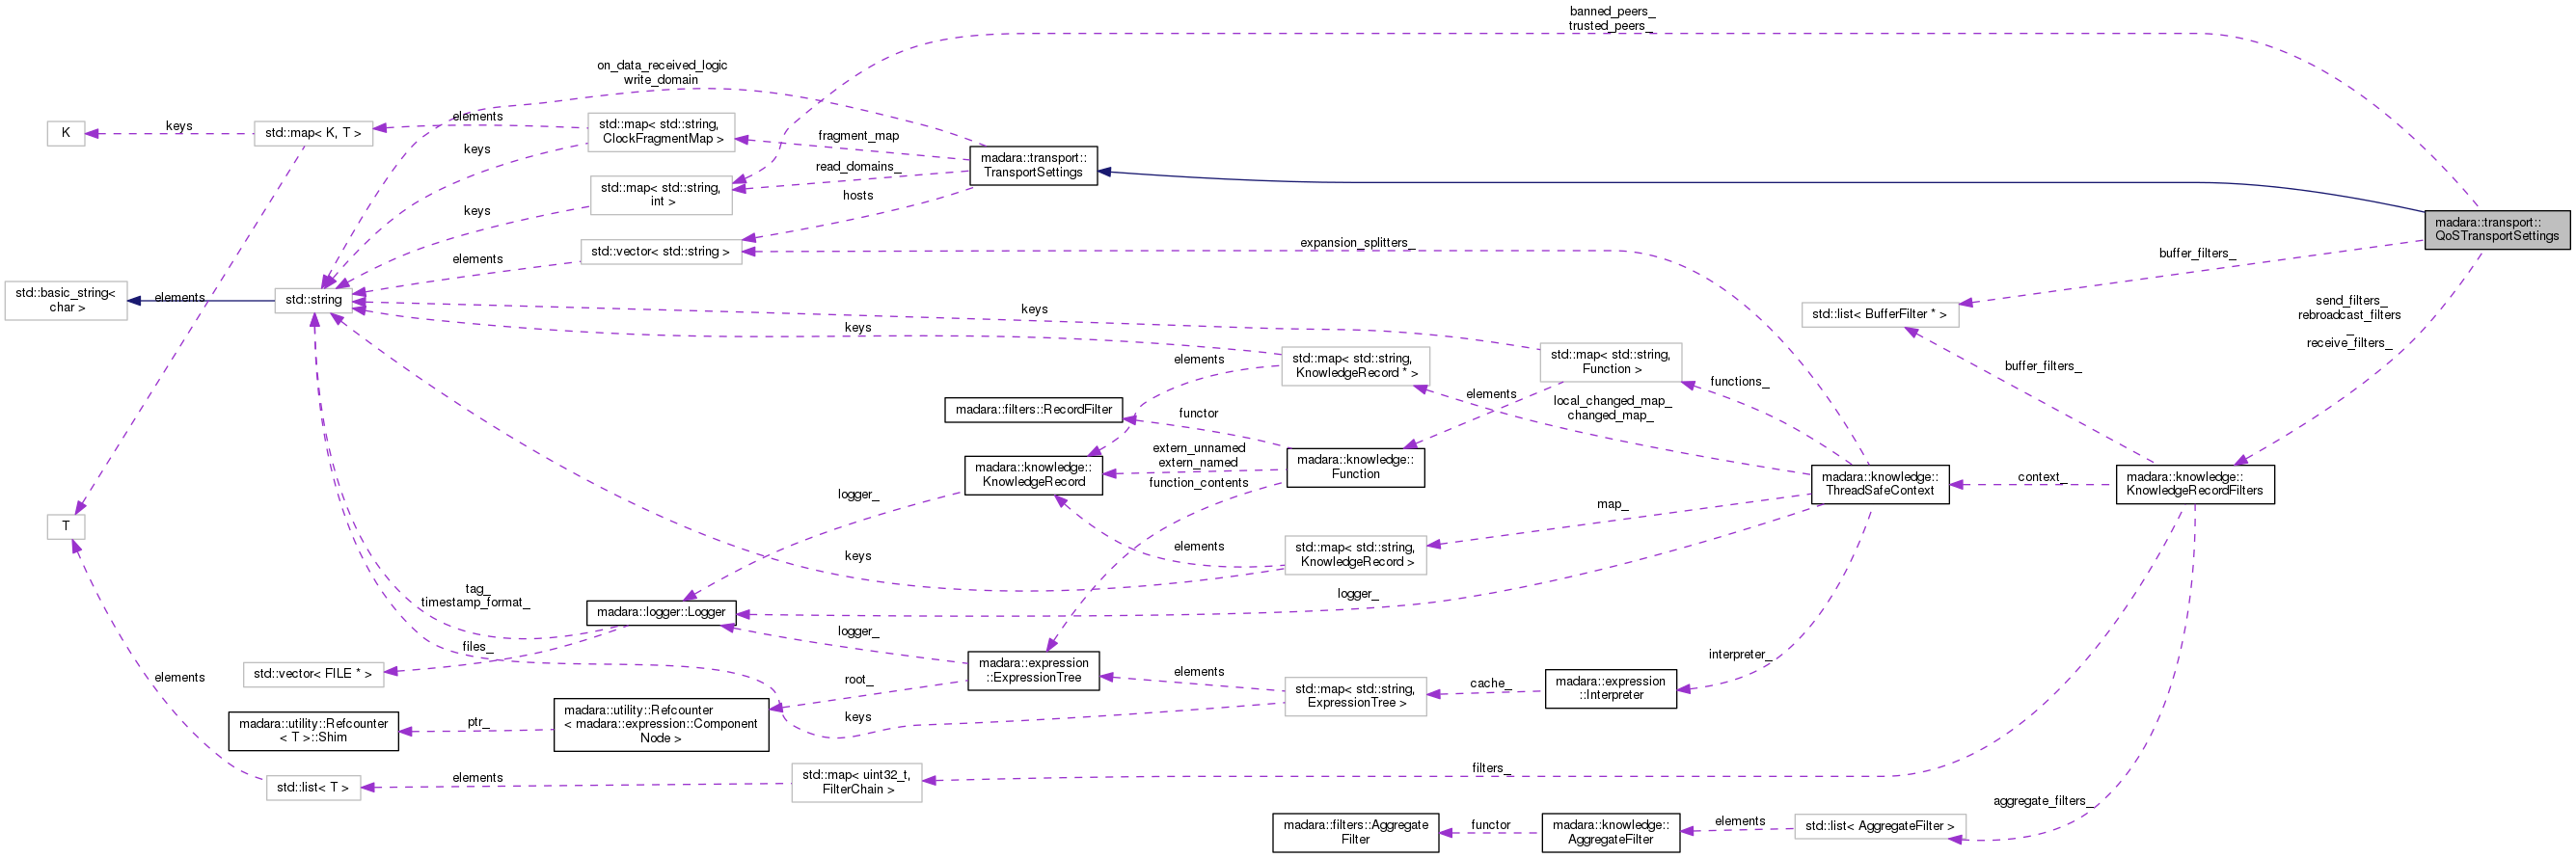 banned_peers_
trusted_peers_
on_data_received_logic
write_domain
elements
std::map< std::string,
ClockFragmentMap >
K
keys
std::map< K, T >
fragment_map
keys
madara::transport::
TransportSettings
read_domains_
std::map< std::string,
int >
hosts
keys
madara::transport::
QoSTransportSettings
expansion_splitters_
std::vector< std::string >
elements
buffer_filters_
std::basic_string<
char >
elements
std::string
send_filters_
rebroadcast_filters
_
receive_filters_
std::list< BufferFilter * >
keys
keys
std::map< std::string,
KnowledgeRecord * >
std::map< std::string,
Function >
elements
buffer_filters_
functions_
elements
local_changed_map_
changed_map_
madara::filters::RecordFilter
functor
extern_unnamed
extern_named
function_contents
madara::knowledge::
Function
madara::knowledge::
KnowledgeRecord
madara::knowledge::
ThreadSafeContext
context_
madara::knowledge::
KnowledgeRecordFilters
logger_
map_
T
elements
std::map< std::string,
KnowledgeRecord >
keys
tag_
timestamp_format_
madara::logger::Logger
logger_
logger_
files_
std::vector< FILE * >
madara::expression
::ExpressionTree
interpreter_
elements
root_
elements
std::map< std::string,
ExpressionTree >
cache_
madara::expression
::Interpreter
madara::utility::Refcounter
< T >::Shim
ptr_
madara::utility::Refcounter
< madara::expression::Component
Node >
keys
filters_
std::list< T >
elements
std::map< uint32_t,
FilterChain >
aggregate_filters_
madara::filters::Aggregate
Filter
functor
madara::knowledge::
AggregateFilter
elements
std::list< AggregateFilter >